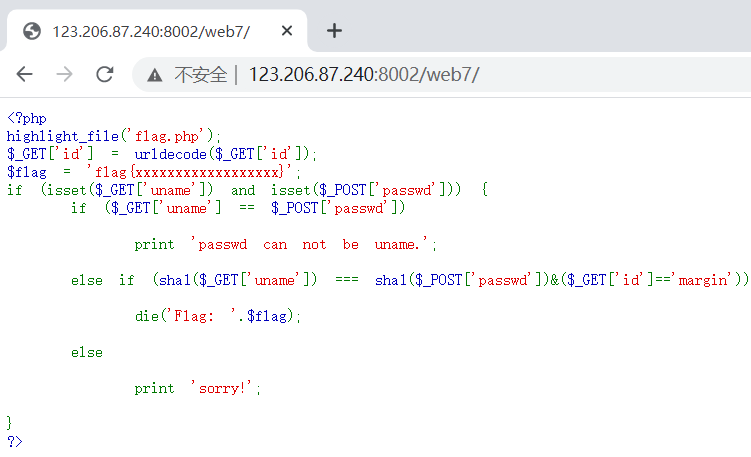 123.206.87.240:8002/web7/
不安全 | 123.206.87.240:8002/web7/
<?php
highlight_file('flag.php');
$_GET['id'] = urldecode($_GET['id']);
$flag = 'flag{xxxxxxxxxxxxxxxxxx}';
if (isset($_GET['uname']) and isset($_POST['passwd'])) {
if ($_GET['uname'] == $_POST['passwd'])
print 'passwd can not be uname.';
else if (sha1($_GET['uname']) === sha1($_POST['passwd'])&($_GET['id']=='margin'))
die('Flag: '.$flag);
else
print 'sorry!';
}
?>